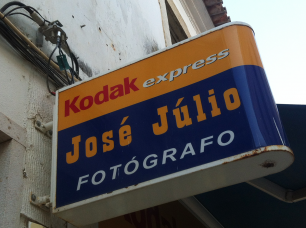 Kodak express
José Júlio
FOTÓGRAFO